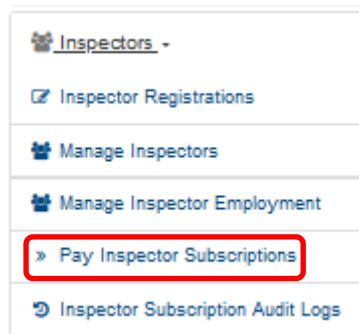 Inspectors -
Inspector Registrations
Manage Inspectors
Manage Inspector Employment
» Pay Inspector Subscriptions
Inspector Subscription Audit Logs